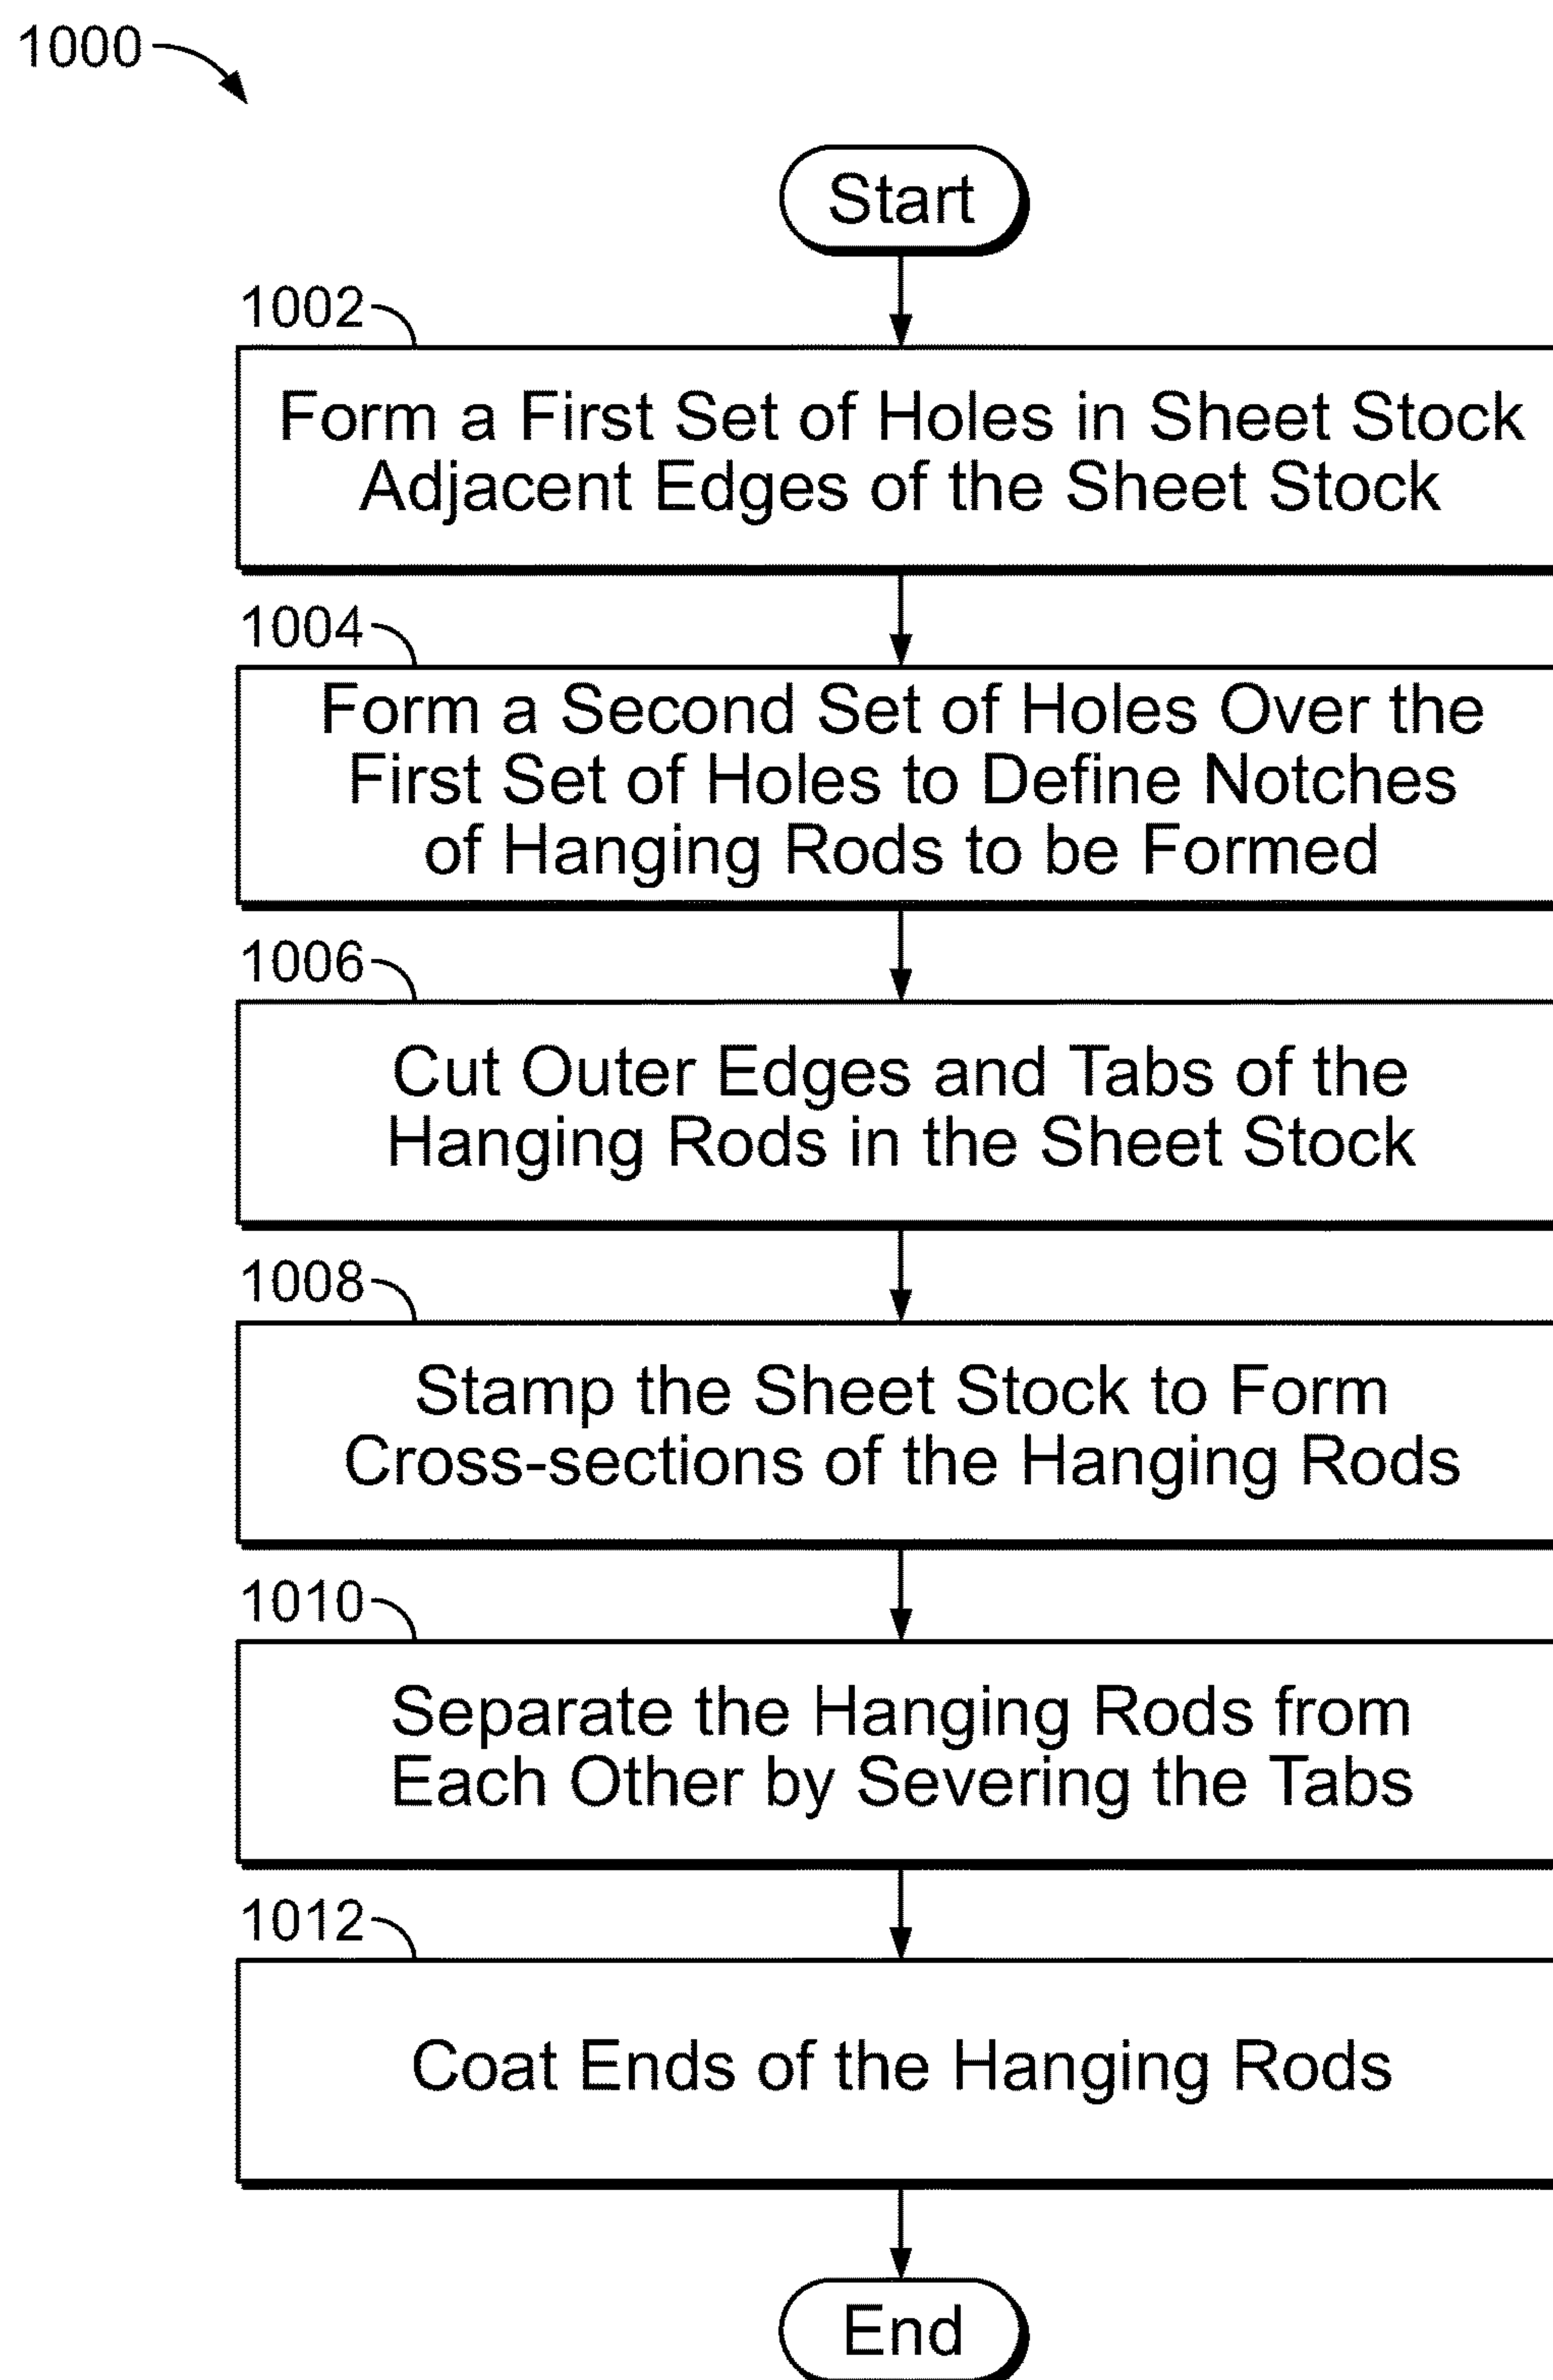 1000
Start
1002
Form a First Set of Holes in Sheet Stock
Adjacent Edges of the Sheet Stock
1004
Form a Second Set of Holes Over the
First Set of Holes to Define Notches
of Hanging Rods to be Formed
1006
Cut Outer Edges and Tabs of the
Hanging Rods in the Sheet Stock
1008
Stamp the Sheet Stock to Form
Cross-sections of the Hanging Rods
1010
Separate the Hanging Rods from
Each Other by Severing the Tabs
1012
Coat Ends of the Hanging Rods
End